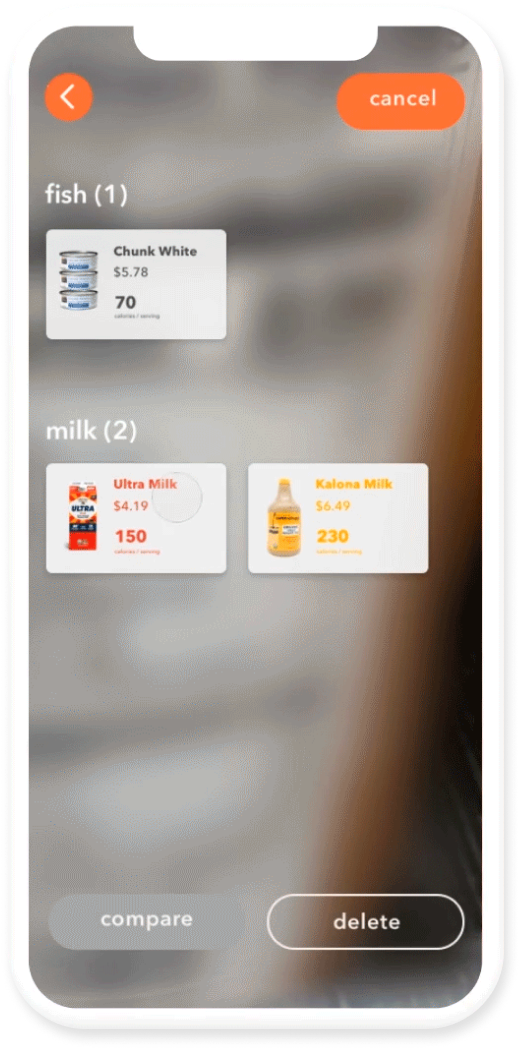 cancel
fish (1)
Chunk White
$5.78
70
calories / serving
milk (2)
Ultra Milk
$4.19
150
calories / serving
ULTRA
Kalona Milk
$6.49
230
calories / serving
compare
delete